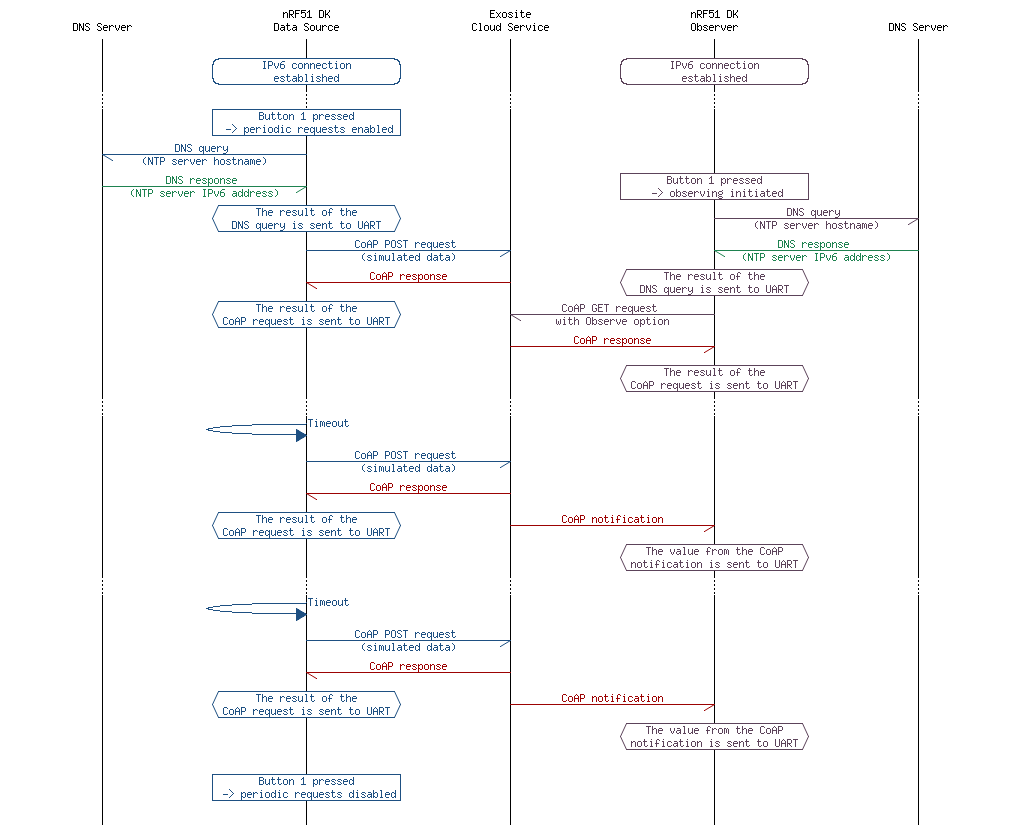 nRF51 DK
Exosite
nRF51 DK
DNS Server
Data Source
Cloud Service
Observer
DNS Server
IPv6 connection
established
IPv6 connection
established
Button 1 pressed
-> periodic requests enabled
DNS query
(NTP server hostname)
DNS response
(NTP server IPv6 address)
Button 1 pressed
-> observing initiated
The result of the
DNS query is sent to UART
DNS query
(NTP server hostname)
CoAP POST request
(simulated data)
DNS response
(NTP server IPv6 address)
CoAP response
The result of the
DNS query is sent to UART
The result of the
CoAP request is sent to UART
CoAP GET request
with Observe option
CoAP response
The result of the
CoAP request is sent to UART
Timeout
CoAP POST request
(simulated data)
CoAP response
The result of the
CoAP request is sent to UART
CoAP notification
The value from the CoAP
notification is sent to UART
Timeout
CoAP POST request
(simulated data)
CoAP response
The result of the
CoAP request is sent to UART
CoAP notification
The value from the CoAP
notification is sent to UART
Button 1 pressed
-> periodic requests disabled